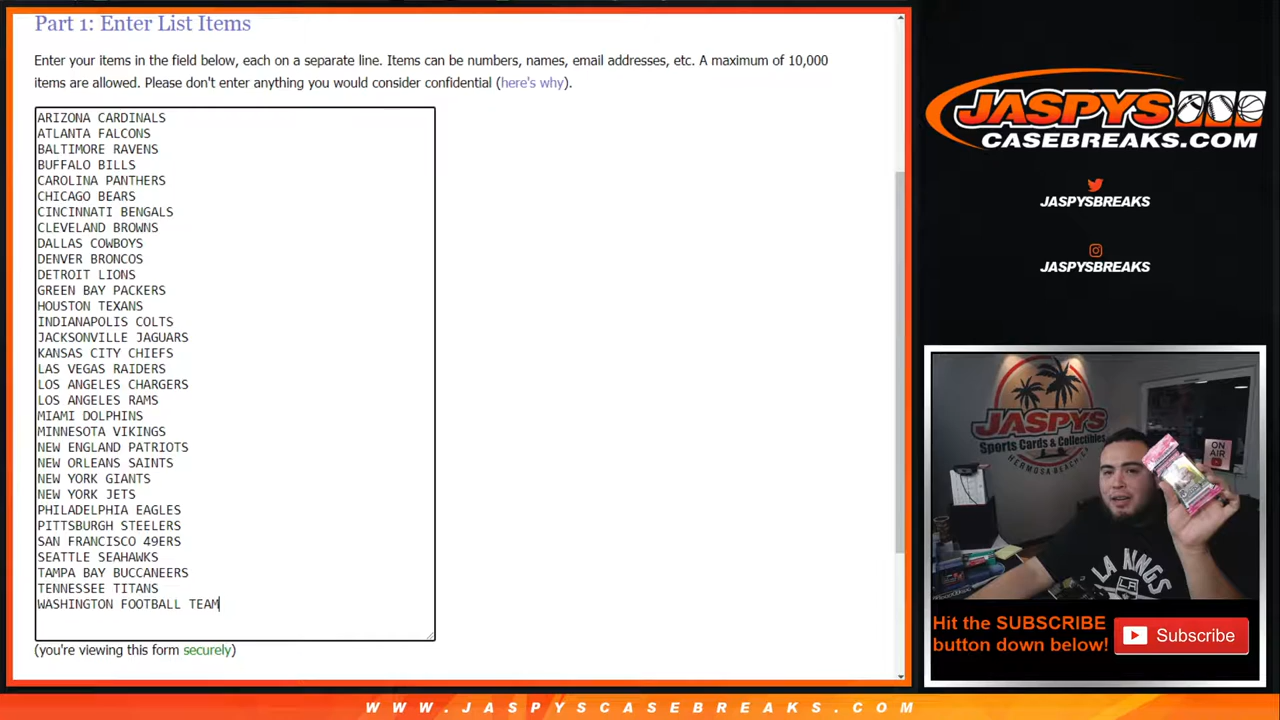 Part 1: Enter List Items
Enter your items in the field below, each on a separate line. Items can be numbers, names, email addresses, etc. A maximum of 10,000
items are allowed. Please don't enter anything you would consider confidential (here's why).
ARIZONA CARDINALS
ATLANTA FALCONS
BALTIMORE RAVENS
BUFFALO BILLS
CAROLINA PANTHERS
CHICAGO BEARS
CINCINNATI BENGALS
CLEVELAND BROWNS
DALLAS COWBOYS
DENVER BRONCOS
DETROIT LIONS
GREEN BAY PACKERS
HOUSTON TEXANS
INDIANAPOLIS COLTS
JACKSONVILLE JAGUARS
KANSAS CITY CHIEFS
LAS VEGAS RAIDERS
LOS ANGELES CHARGERS
LOS ANGELES RAMS
MIAMI DOLPHINS
MINNESOTA VIKINGS
NEW ENGLAND PATRIOTS
NEW ORLEANS SAINTS
NEW YORK GIANTS
NEW YORK JETS
PHILADELPHIA EAGLES
PITTSBURGH STEELERS
SAN FRANCISCO 49ERS
SEATTLE SEAHAWKS
TAMPA BAY BUCCANEERS
TENNESSEE TITANS
WASHINGTON FOOTBALL TEAM
(you're viewing this form securely)
JASPYS
CASEBREAKS.COM
JASPYSBREAKS
JASPYSBREAKS
JASPYS
Sports Cards & Collectibles
HERMOSA BEACH, CA
ON
AIR
LA KINGS
LA
Hit the SUBSCRIBE
button down below!
Subscribe
WWW.JASPYSCASEBREAKS.COM